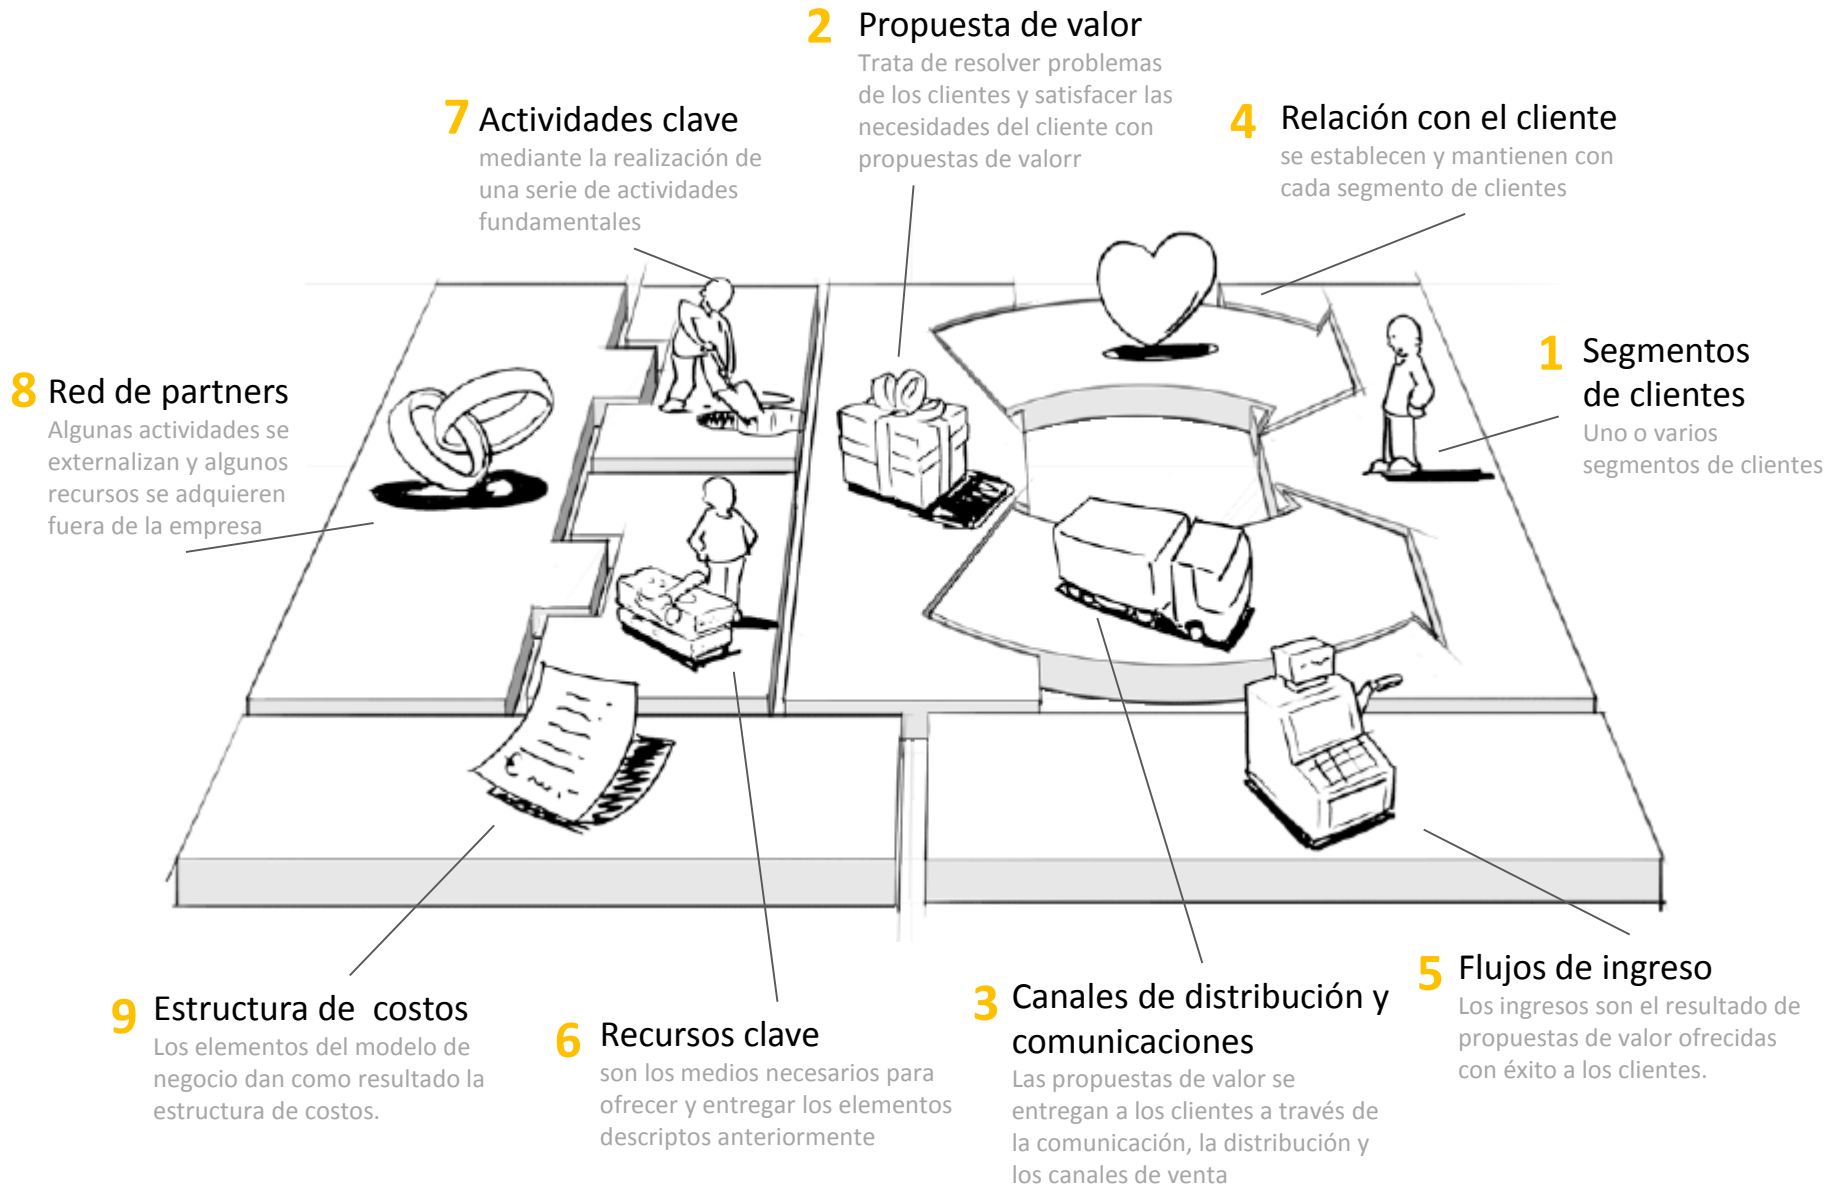 2 Propuesta de valor
Trata de resolver problemas
de los clientes y satisfacer las
necesidades del cliente con
propuestas de valorr
7 Actividades clave
mediante la realización de
una serie de actividades
fundamentales
4 Relación con el cliente
se establecen y mantienen con
cada segmento de clientes
1 Segmentos
de clientes
Uno o varios
segmentos de clientes
8 Red de partners
Algunas actividades se
externalizan y algunos
recursos se adquieren
fuera de la empresa
9 Estructura de  costos
Los elementos del modelo de
negocio dan como resultado la
estructura de costos.
6 Recursos clave
son los medios necesarios para
ofrecer y entregar los elementos
descriptos anteriormente
3 Canales de distribución y
comunicaciones
Las propuestas de valor se
entregan a los clientes a través de
la comunicación, la distribución y
los canales de venta
5 Flujos de ingreso
Los ingresos son el resultado de
propuestas de valor ofrecidas
con éxito a los clientes.